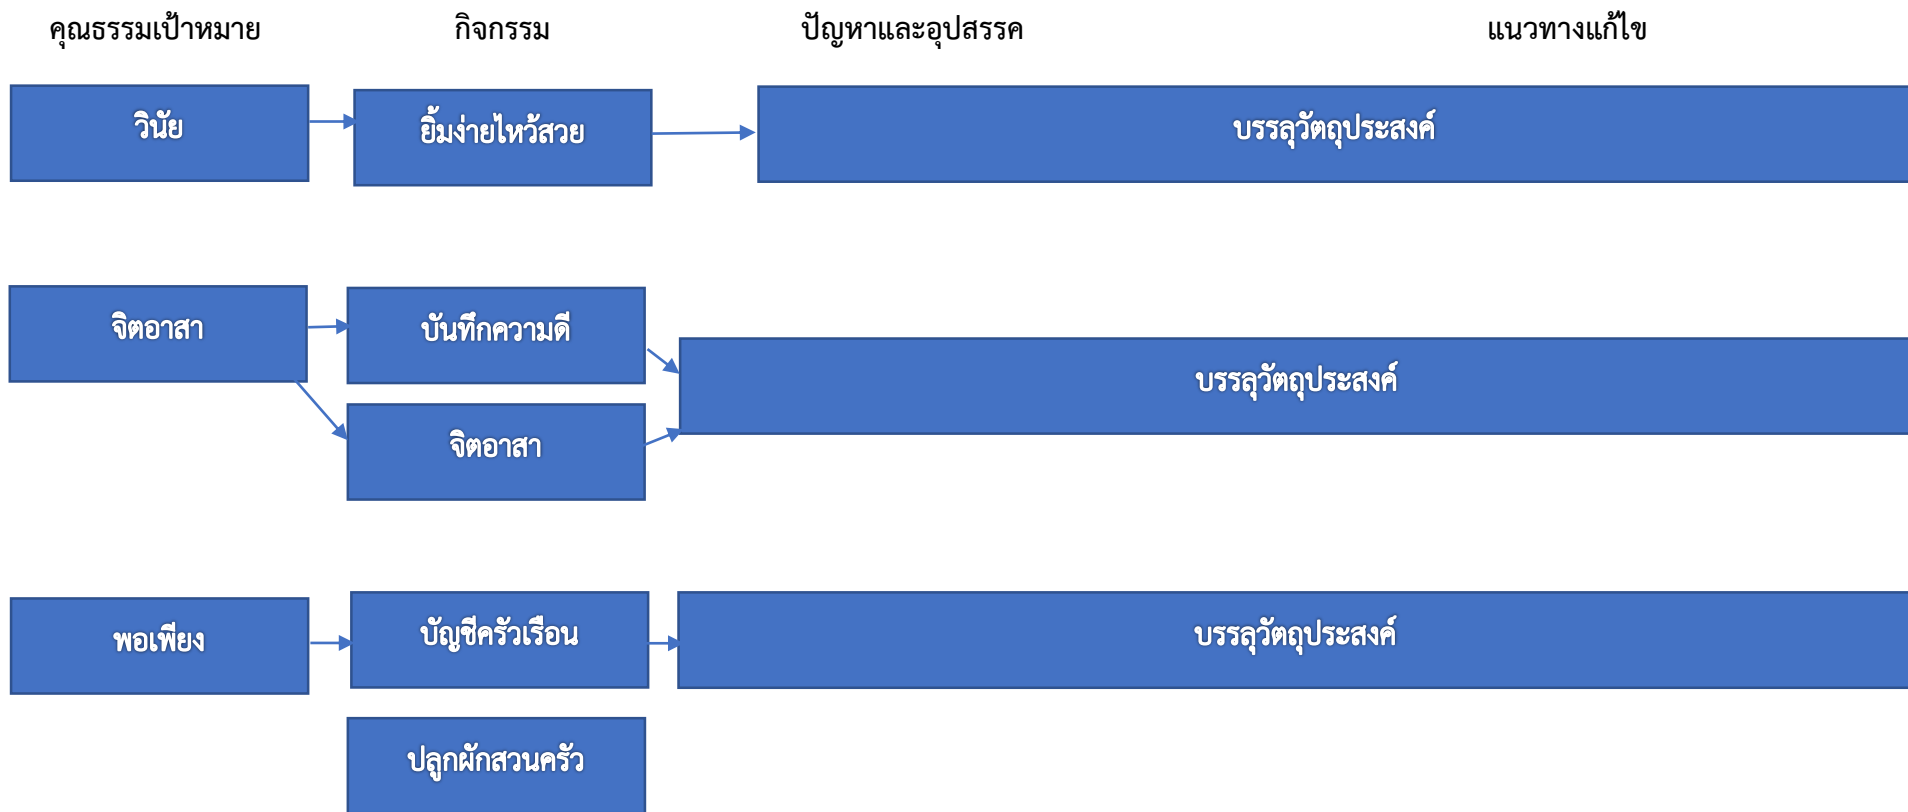 คุณธรรมเป้าหมาย กิจกรรม ปัญหาและอุปสรรค แนวทางแก้ไข
วินัย ยิ้มง่ายไหว้สวย บรรลุวัตถุประสงค์
จิตอาสา บันทึกความดี
บรรลุวัตถุประสงค์
จิตอาสา
พอเพียง บัญชีครัวเรือน บรรลุวัตถุประสงค์
ปลูกผักสวนครัว